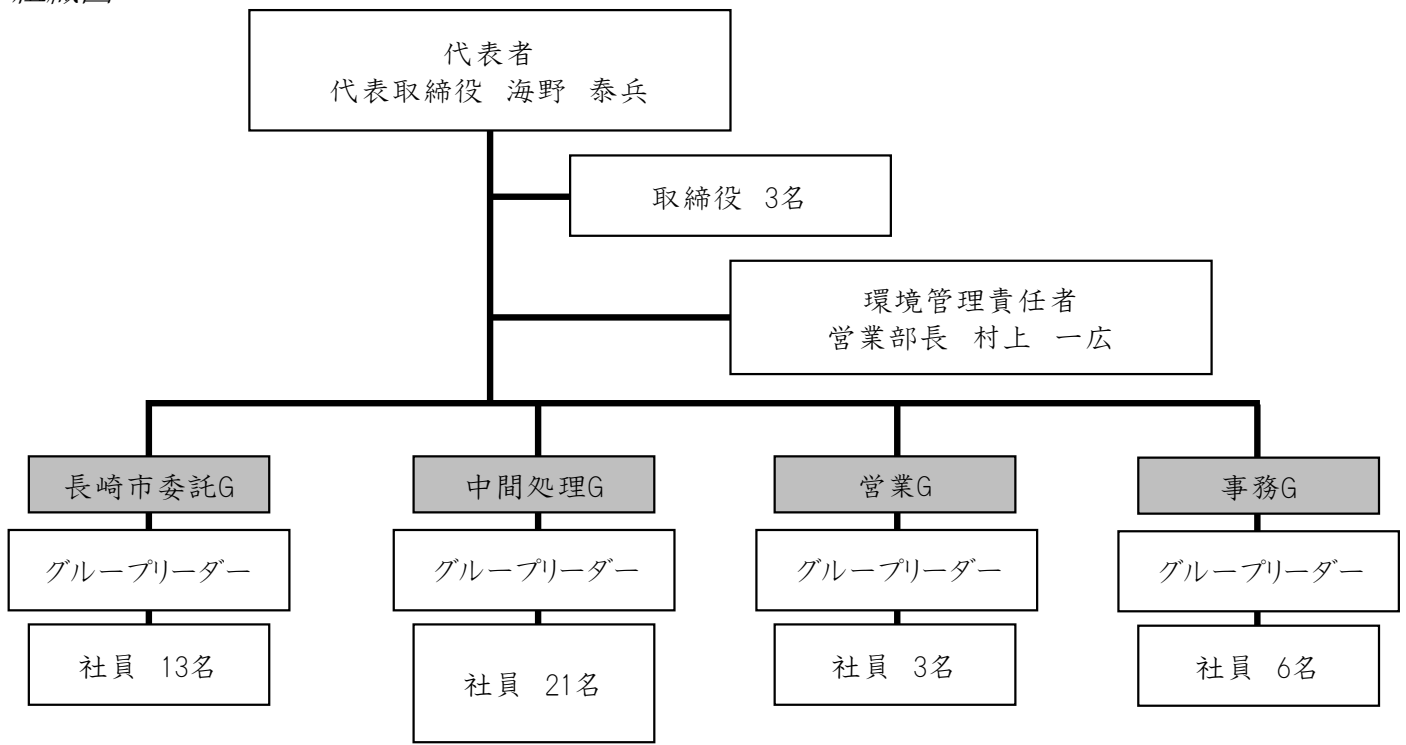 代表者
代表取締役 海野 泰兵
取締役 3名
環境管理責任者
営業部長 村上 一広
長崎市委託G
中間処理G
営業G
事務G
グループリーダー
グループリーダー
グループリーダー
グループリーダー
社員 13名
社員 21名
社員 3名
社員 6名